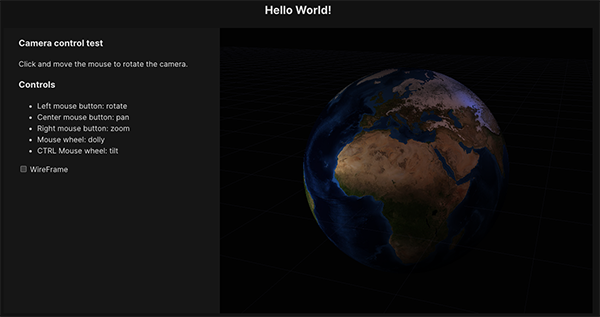 Hello World!
Camera control test
Click and move the mouse to rotate the camera.
Controls
Left mouse button: rotate
Center mouse button: pan
Right mouse button: zoom
Mouse wheel: dolly
CTRL Mouse wheel: tilt
WireFrame